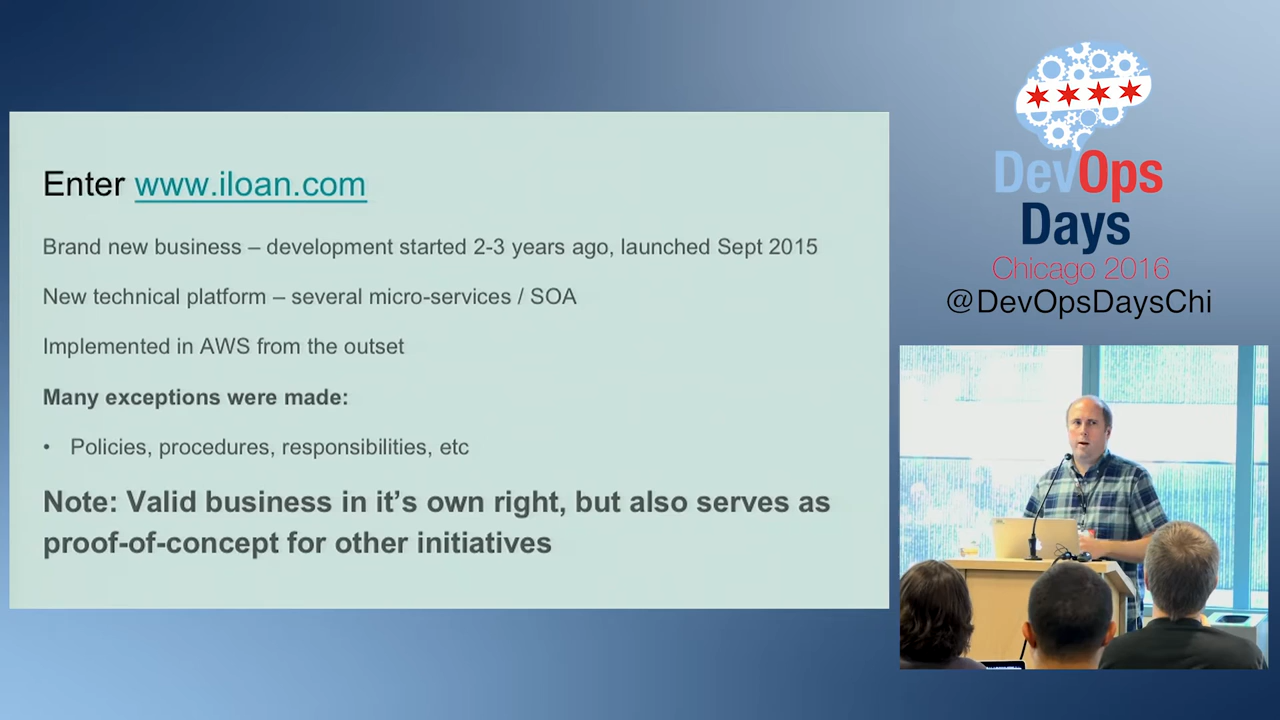 Enter www.iloan.com
Brand new business – development started 2-3 years ago, launched Sept 2015
New technical platform – several micro-services / SOA
Implemented in AWS from the outset
Many exceptions were made:
• Policies, procedures, responsibilities, etc
Note: Valid business in it's own right, but also serves as
proof-of-concept for other initiatives
DevOps
Days
Chicago 2016
@DevOpsDaysChi